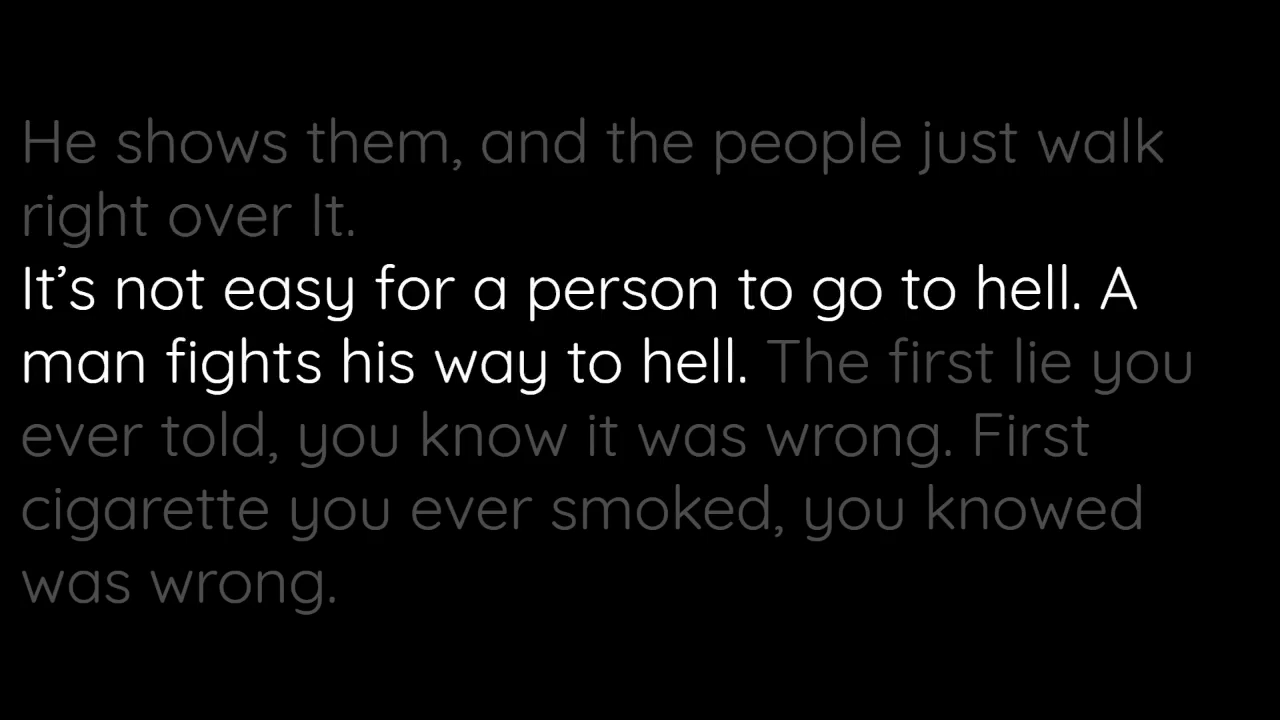 He shows them, and the people just walk
right over It.
It’s not easy for a person to go to hell. A
man fights his way to hell. The first lie you
ever told, you know it was wrong. First
cigarette you ever smoked, you knowed
was wrong.